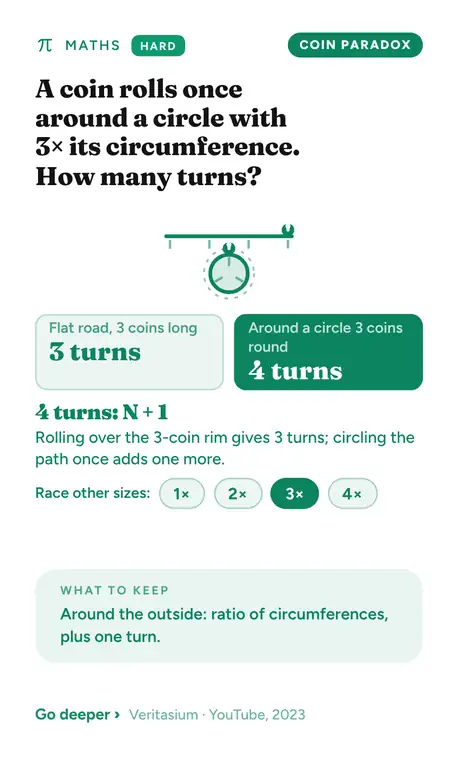 π MATHS HARD COIN PARADOX
A coin rolls once
around a circle with
3× its circumference.
How many turns?
Flat road, 3 coins long
3 turns
Around a circle 3 coins
round
4 turns
4 turns: N + 1
Rolling over the 3-coin rim gives 3 turns; circling the
path once adds one more.
Race other sizes: 1× 2× 3× 4×
WHAT TO KEEP
Around the outside: ratio of circumferences,
plus one turn.
Go deeper › Veritasium · YouTube, 2023